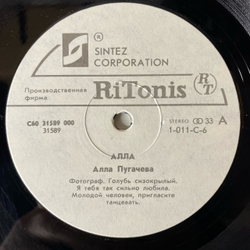 ®
SINTEZ
CORPORATION
Производственная
фирма:
RiTonis
RT
С60 31589 000
31589
STEREO ꝏ 33 A
1-011-C-6
АЛЛА
Алла Пугачева
Фотограф. Голубь сизокрылый.
Я тебя так сильно любила.
Молодой человек, пригласите
танцевать.